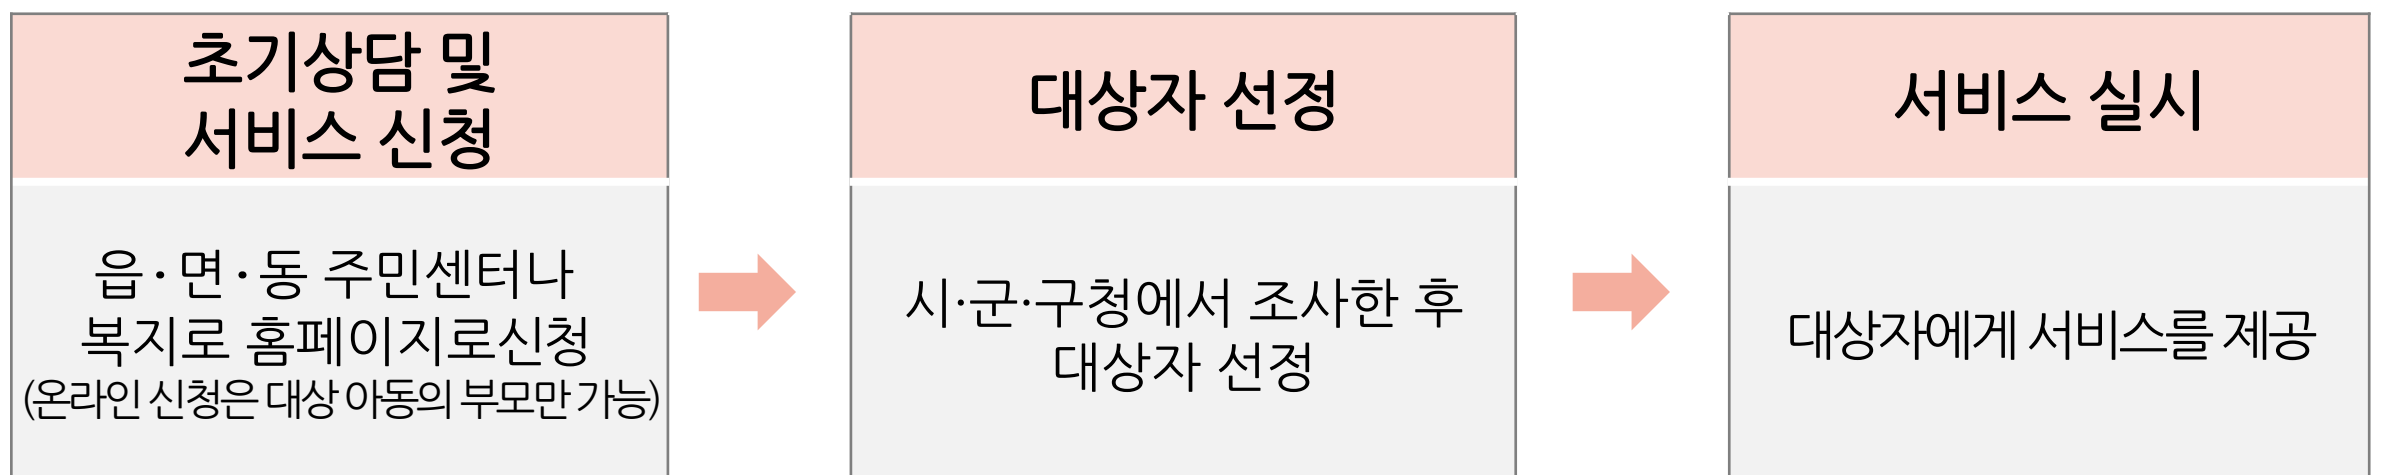 초기상담 및
서비스 신청
읍·면·동 주민센터나
복지로 홈페이지로신청
(온라인 신청은 대상 아동의 부모만 가능)
대상자 선정
시·군·구청에서 조사한 후
대상자 선정
서비스 실시
대상자에게 서비스를 제공